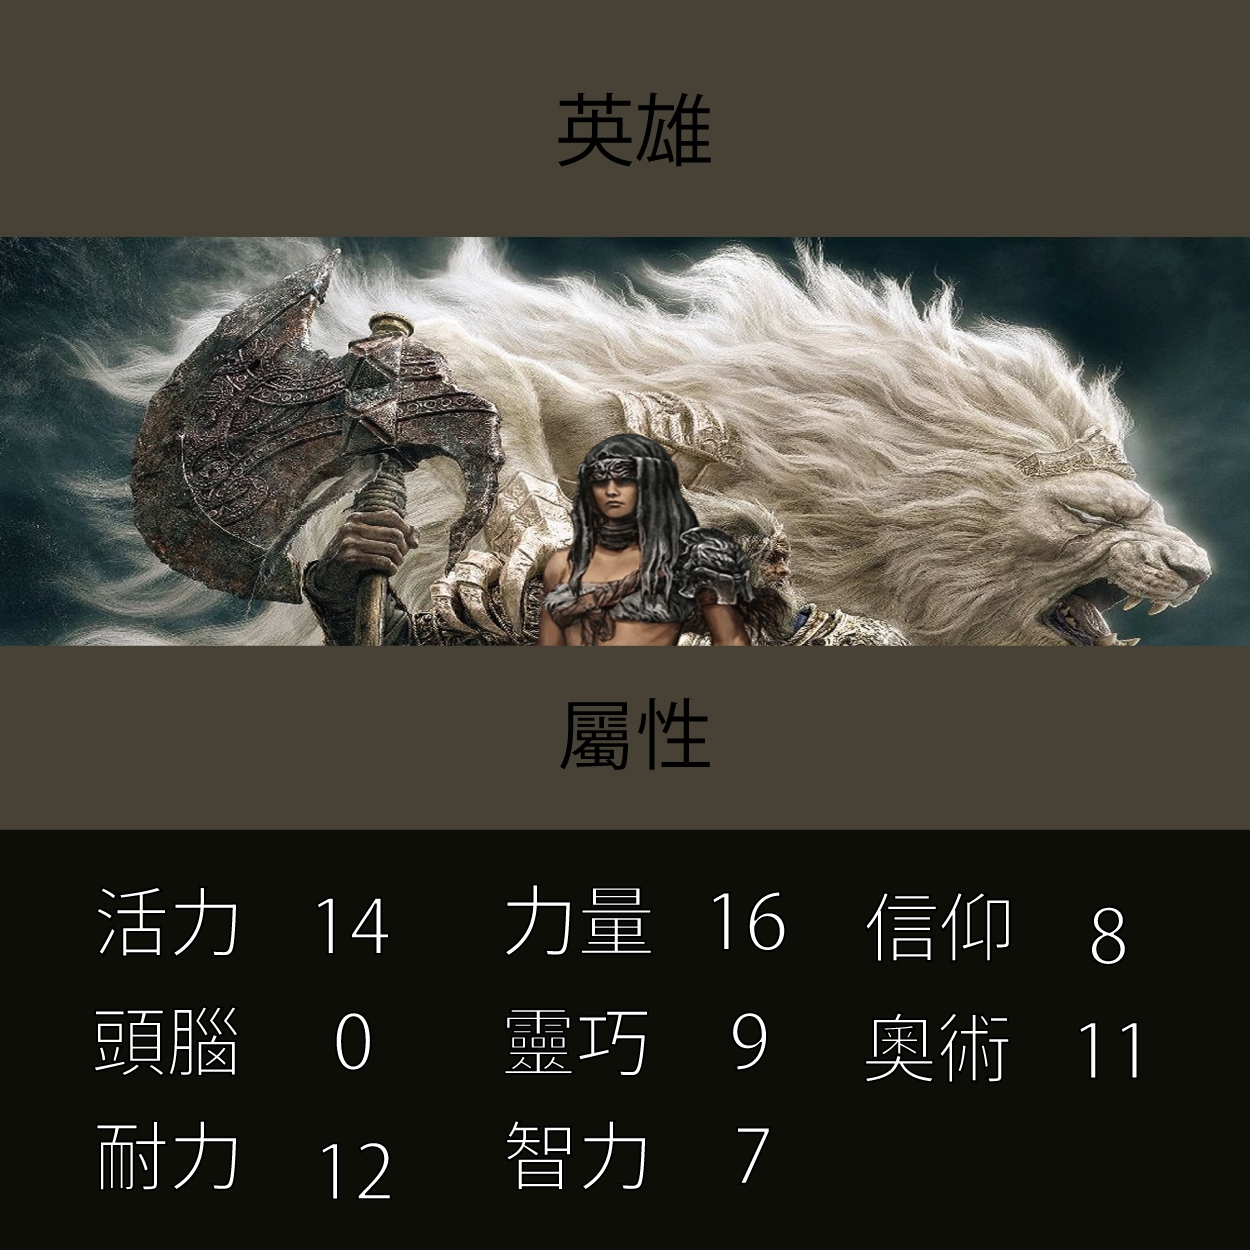 英雄
屬性
活力 14 力量 16 信仰 8
頭腦 0 靈巧 9 奧術 11
耐力 12 智力 7